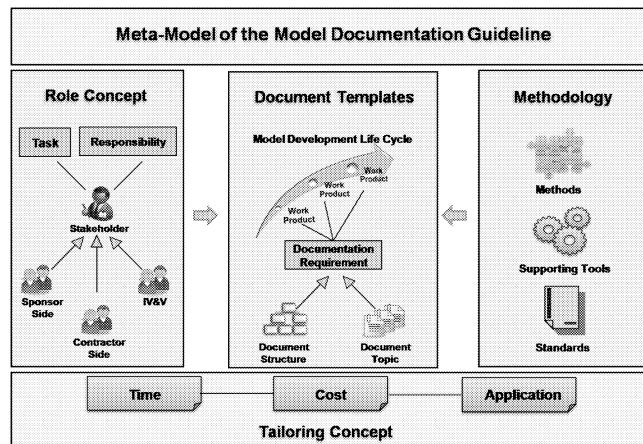 Meta-Model of the Model Documentation Guideline
Role Concept
Task
Responsibility
Stakeholder
Sponsor
Side
IV&V
Contractor
Side
Document Templates
Model Development Life Cycle
Work
Product
Work
Product
Work
Product
Documentation
Requirement
Document
Structure
Document
Topic
Methodology
Methods
Supporting Tools
Standards
Time
Cost
Application
Tailoring Concept